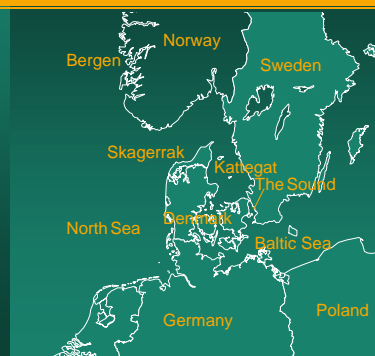 Norway
Bergen
Sweden
Skagerrak
Kattegat
The Sound
Denmark
North Sea
Baltic Sea
Poland
Germany